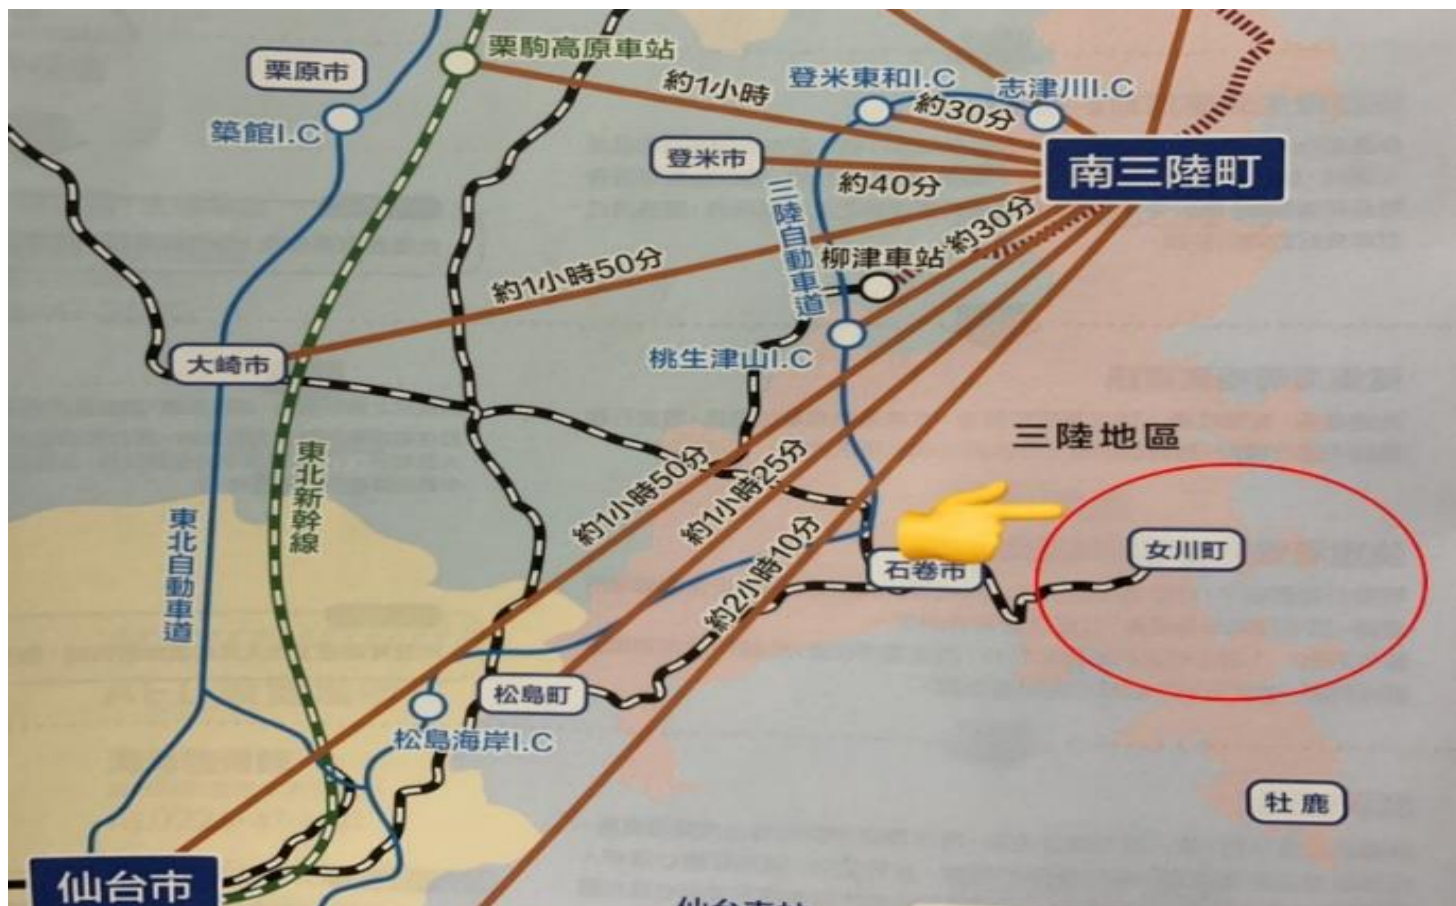 栗駒高原車站
栗原市
築館I.C
約1小時
登米東和I.C
志津川I.C
約30分
登米市
約40分
南三陸町
三陸自動車道
柳津車站
約30分
約1小時50分
桃生津山I.C
大崎市
三陸地區
東北新幹線
東北自動車道
約1小時50分
約1小時25分
約2小時10分
石卷市
女川町
松島町
松島海岸I.C
牡鹿
仙台市